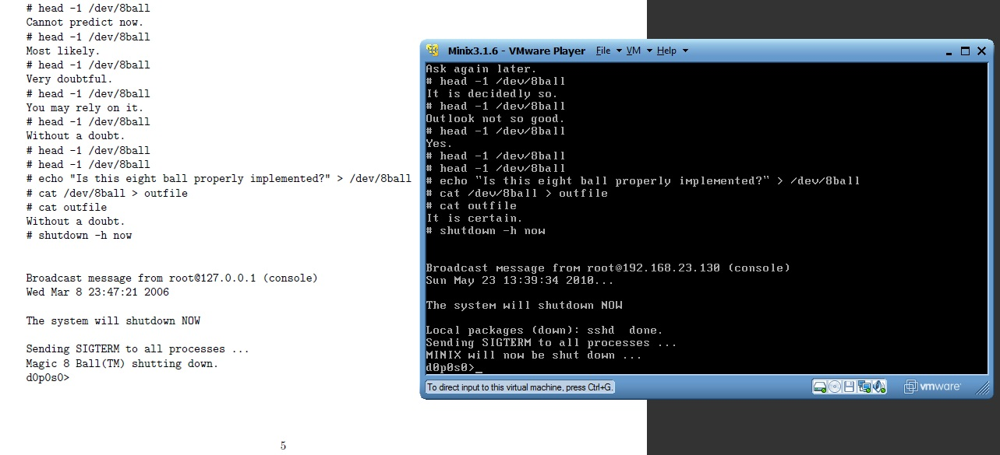 # head -1 /dev/8ball
Cannot predict now.
# head -1 /dev/8ball
Most likely.
# head -1 /dev/8ball
Very doubtful.
# head -1 /dev/8ball
You may rely on it.
# head -1 /dev/8ball
Without a doubt.
# head -1 /dev/8ball
# head -1 /dev/8ball
# echo "Is this eight ball properly implemented?" > /dev/8ball
# cat /dev/8ball > outfile
# cat outfile
Without a doubt.
# shutdown -h now
Broadcast message from root@127.0.0.1 (console)
Wed Mar 8 23:47:21 2006
The system will shutdown NOW
Sending SIGTERM to all processes ...
Magic 8 Ball(TM) shutting down.
d0p0s0>
5
Minix3.1.6 - VMware Player File VM Help
Ask again later.
# head -1 /dev/8ball
It is decidedly so.
# head -1 /dev/8ball
Outlook not so good.
# head -1 /dev/8ball
Yes.
# head -1 /dev/8ball
# head -1 /dev/8ball
# echo "Is this eight ball properly implemented?" > /dev/8ball
# cat /dev/8ball > outfile
# cat outfile
It is certain.
# shutdown -h now
Broadcast message from root@192.168.23.130 (console)
Sun May 23 13:39:34 2010...
The system will shutdown NOW
Local packages (down): sshd  done.
Sending SIGTERM to all processes ...
MINIX will now be shut down ...
d0p0s0>_
To direct input to this virtual machine, press Ctrl+G.
vmware